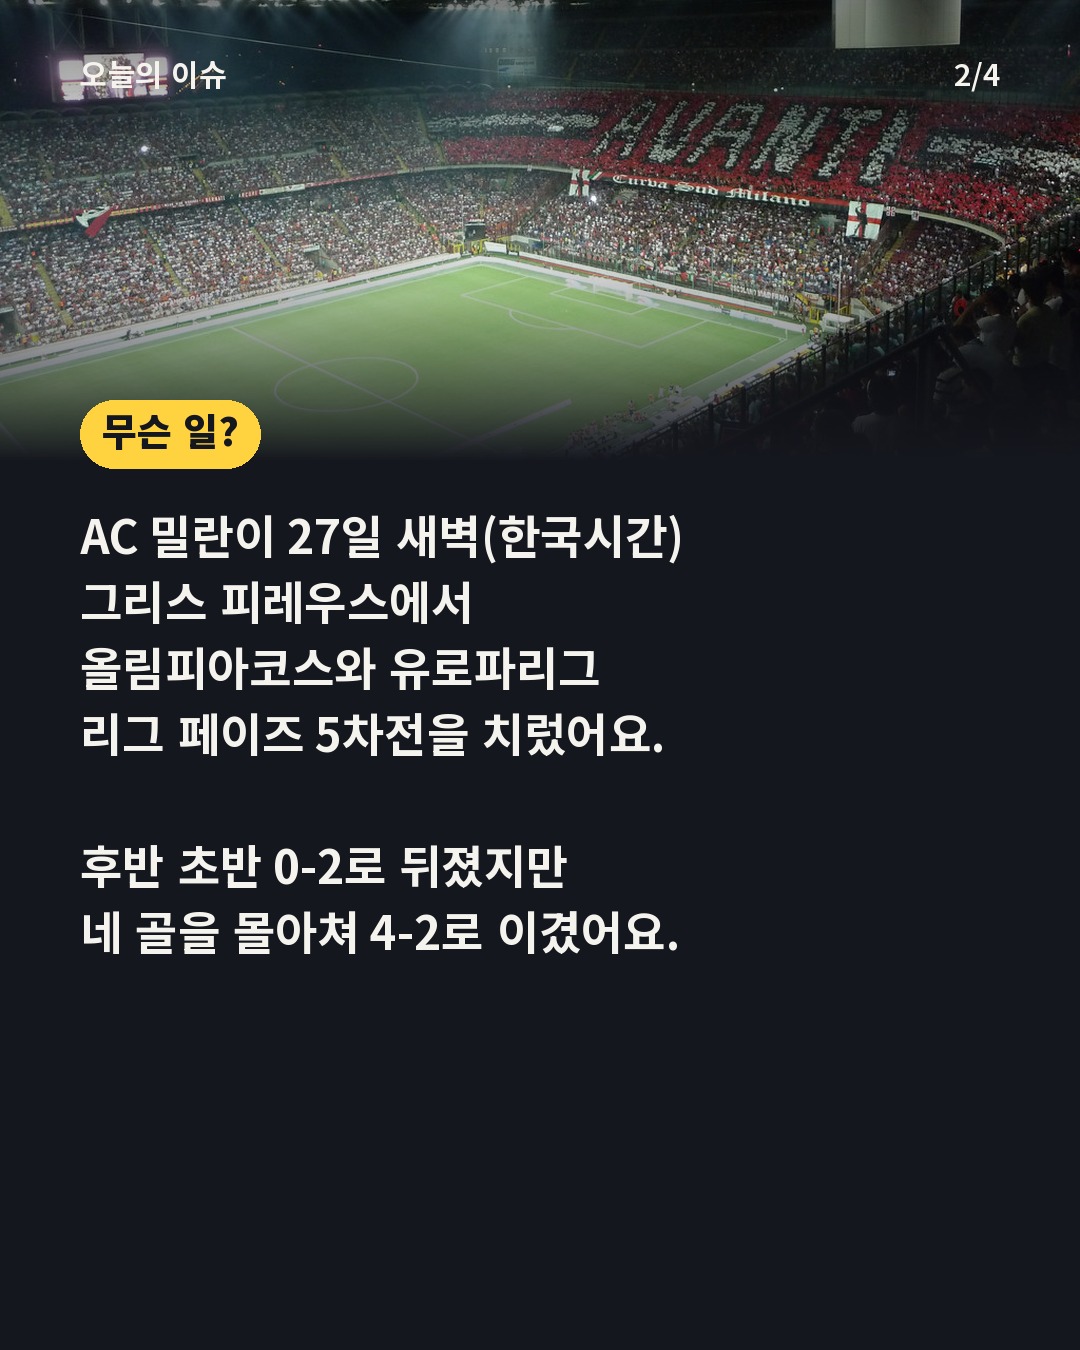 오늘의 이슈
2/4
AVANTI
Curva Sud Milano
무슨 일?
AC 밀란이 27일 새벽(한국시간)
그리스 피레우스에서
올림피아코스와 유로파리그
리그 페이즈 5차전을 치렀어요.
후반 초반 0-2로 뒤졌지만
네 골을 몰아쳐 4-2로 이겼어요.